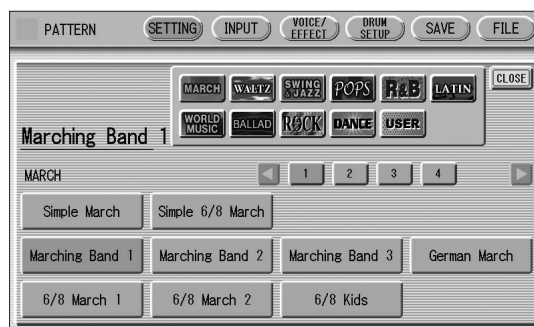 PATTERN SETTING INPUT VOICE/ EFFECT DRUM SETUP SAVE FILE
MARCH WALTZ SWING &JAZZ POPS R&B LATIN CLOSE
WORLD MUSIC BALLAD ROCK DANCE USER
Marching Band 1
MARCH 1 2 3 4
Simple March Simple 6/8 March
Marching Band 1 Marching Band 2 Marching Band 3 German March
6/8 March 1 6/8 March 2 6/8 Kids